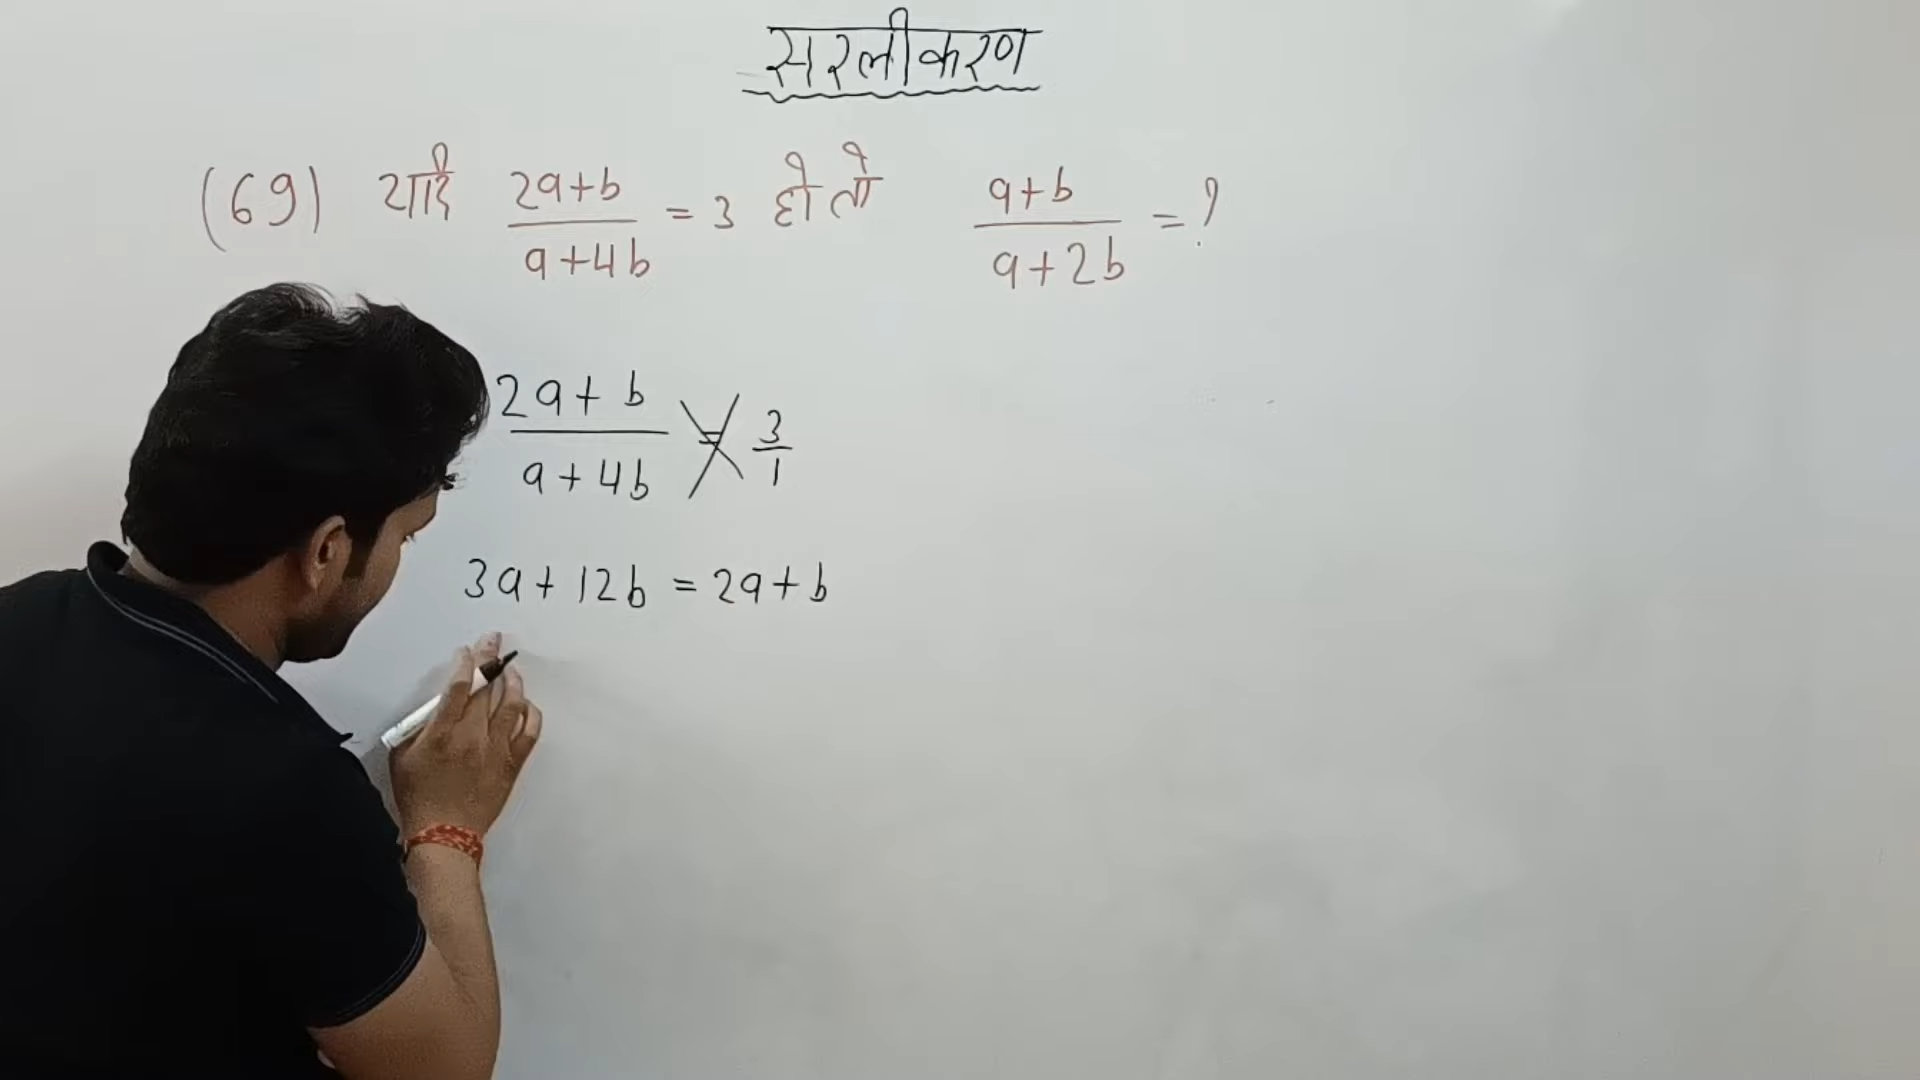 सरलीकरण
(69) यदि (2a+b)/(a+4b) = 3 हो तो (a+b)/(a+2b) = ?
(2a+b)/(a+4b) = 3/1
3a+12b = 2a+b